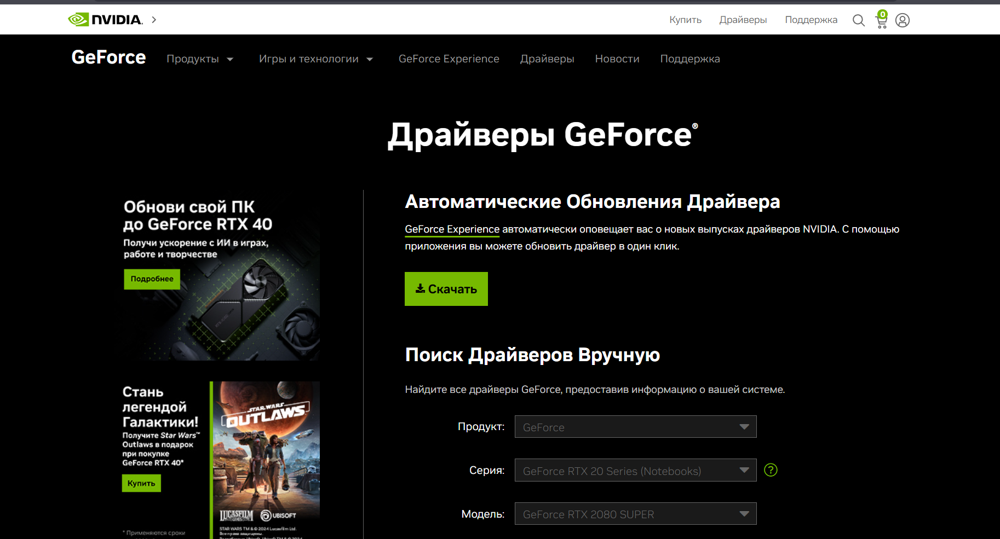 NVIDIA.
Купить
Драйверы
Поддержка
0
GeForce
Продукты
Игры и технологии
GeForce Experience
Драйверы
Новости
Поддержка
Драйверы GeForce®
Обнови свой ПК
до GeForce RTX 40
Получи ускорение с ИИ в играх,
работе и творчестве
Подробнее
Стань
легендой
Галактики!
Получите Star Wars™
Outlaws в подарок
при покупке
GeForce RTX 40*
Купить
STAR WARS
OUTLAWS
LUCASFILM
GAMES
UBISOFT
STAR WARS TM & © 2024 Lucasfilm Ltd.
Все права защищены.
* Применяются сроки
Автоматические Обновления Драйвера
GeForce Experience автоматически оповещает вас о новых выпусках драйверов NVIDIA. С помощью
приложения вы можете обновить драйвер в один клик.
Скачать
Поиск Драйверов Вручную
Найдите все драйверы GeForce, предоставив информацию о вашей системе.
Продукт:
GeForce
Серия:
GeForce RTX 20 Series (Notebooks)
?
Модель:
GeForce RTX 2080 SUPER